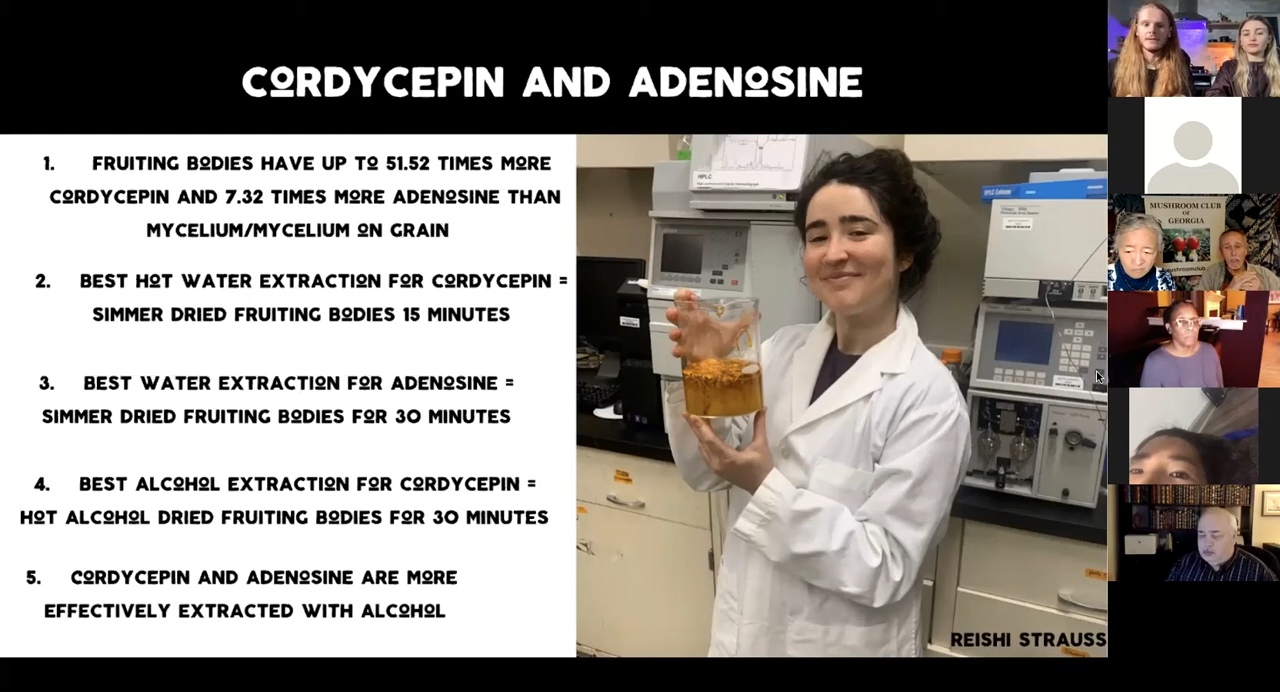 CORDYCEPIN AND ADENOSINE
1. FRUITING BODIES HAVE UP TO 51.52 TIMES MORE
CORDYCEPIN AND 7.32 TIMES MORE ADENOSINE THAN
MYCELIUM/MYCELIUM ON GRAIN
2. BEST HOT WATER EXTRACTION FOR CORDYCEPIN =
SIMMER DRIED FRUITING BODIES 15 MINUTES
3. BEST WATER EXTRACTION FOR ADENOSINE =
SIMMER DRIED FRUITING BODIES FOR 30 MINUTES
4. BEST ALCOHOL EXTRACTION FOR CORDYCEPIN =
HOT ALCOHOL DRIED FRUITING BODIES FOR 30 MINUTES
5. CORDYCEPIN AND ADENOSINE ARE MORE
EFFECTIVELY EXTRACTED WITH ALCOHOL
HPLC
HPLC Column
REISHI STRAUSS
MUSHROOM CLUB
OF
GEORGIA